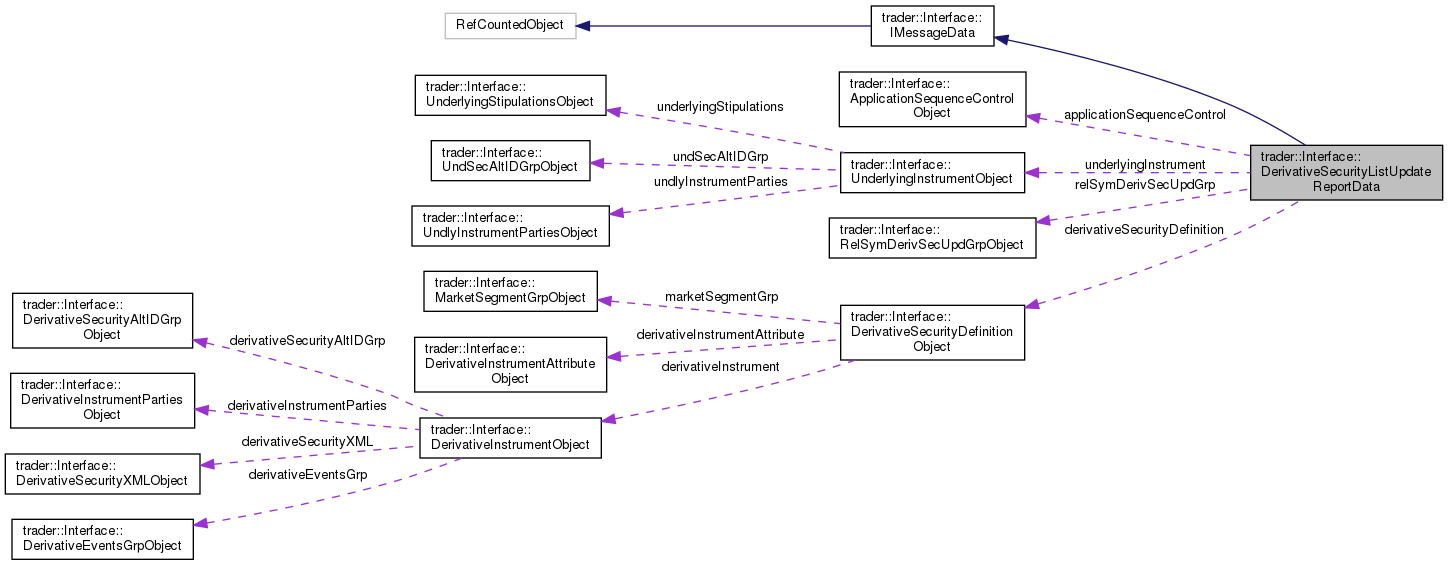 RefCountedObject
trader::Interface::
IMessageData
trader::Interface::
UnderlyingStipulationsObject
underlyingStipulations
trader::Interface::
ApplicationSequenceControl
Object
applicationSequenceControl
trader::Interface::
UndSecAltIDGrpObject
undSecAltIDGrp
trader::Interface::
UnderlyingInstrumentObject
underlyingInstrument
trader::Interface::
DerivativeSecurityListUpdate
ReportData
undlyInstrumentParties
relSymDerivSecUpdGrp
trader::Interface::
UndlyInstrumentPartiesObject
trader::Interface::
RelSymDerivSecUpdGrpObject
derivativeSecurityDefinition
trader::Interface::
MarketSegmentGrpObject
marketSegmentGrp
trader::Interface::
DerivativeSecurityAltIDGrp
Object
derivativeSecurityAltIDGrp
trader::Interface::
DerivativeInstrumentAttribute
Object
derivativeInstrumentAttribute
trader::Interface::
DerivativeSecurityDefinition
Object
derivativeInstrument
trader::Interface::
DerivativeInstrumentParties
Object
derivativeInstrumentParties
trader::Interface::
DerivativeInstrumentObject
derivativeSecurityXML
trader::Interface::
DerivativeSecurityXMLObject
derivativeEventsGrp
trader::Interface::
DerivativeEventsGrpObject